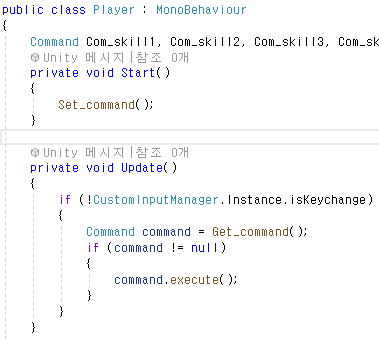 public class Player : MonoBehaviour
{
Command Com_skill1, Com_skill2, Com_skill3, Com_sk
Unity 메시지|참조 0개
private void Start()
{
Set_command();
}
Unity 메시지|참조 0개
private void Update()
{
if (!CustomInputManager.Instance.isKeychange)
{
Command command = Get_command();
if (command != null)
{
command.execute();
}
}
}